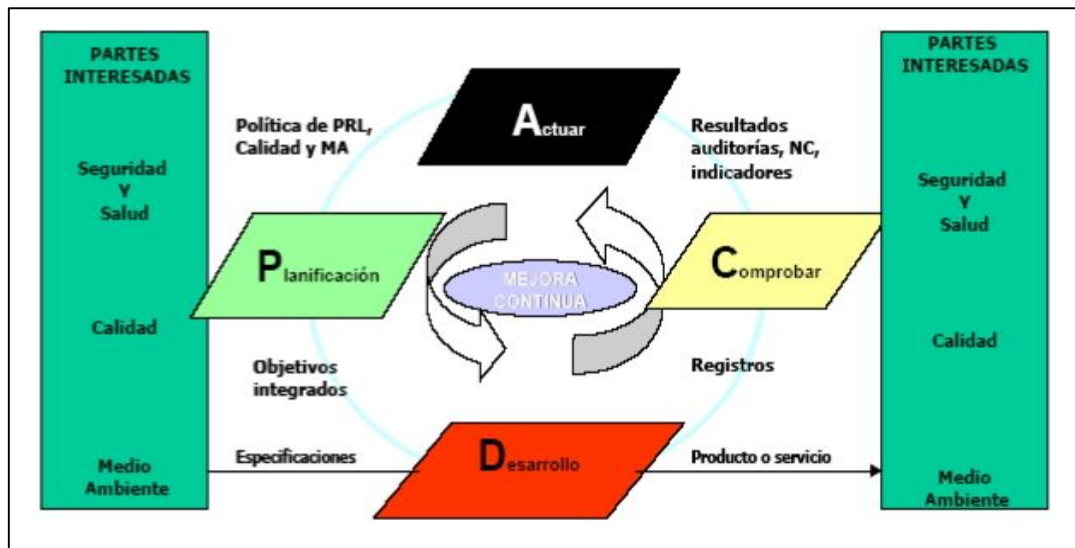 PARTES
INTERESADAS
Seguridad
Y
Salud
Calidad
Medio
Ambiente
Política de PRL,
Calidad y MA
Actuar
Resultados
auditorías, NC,
indicadores
Planificación
MEJORA
CONTINUA
Comprobar
Objetivos
integrados
Registros
Especificaciones
Desarrollo
Producto o servicio
PARTES
INTERESADAS
Seguridad
Y
Salud
Calidad
Medio
Ambiente